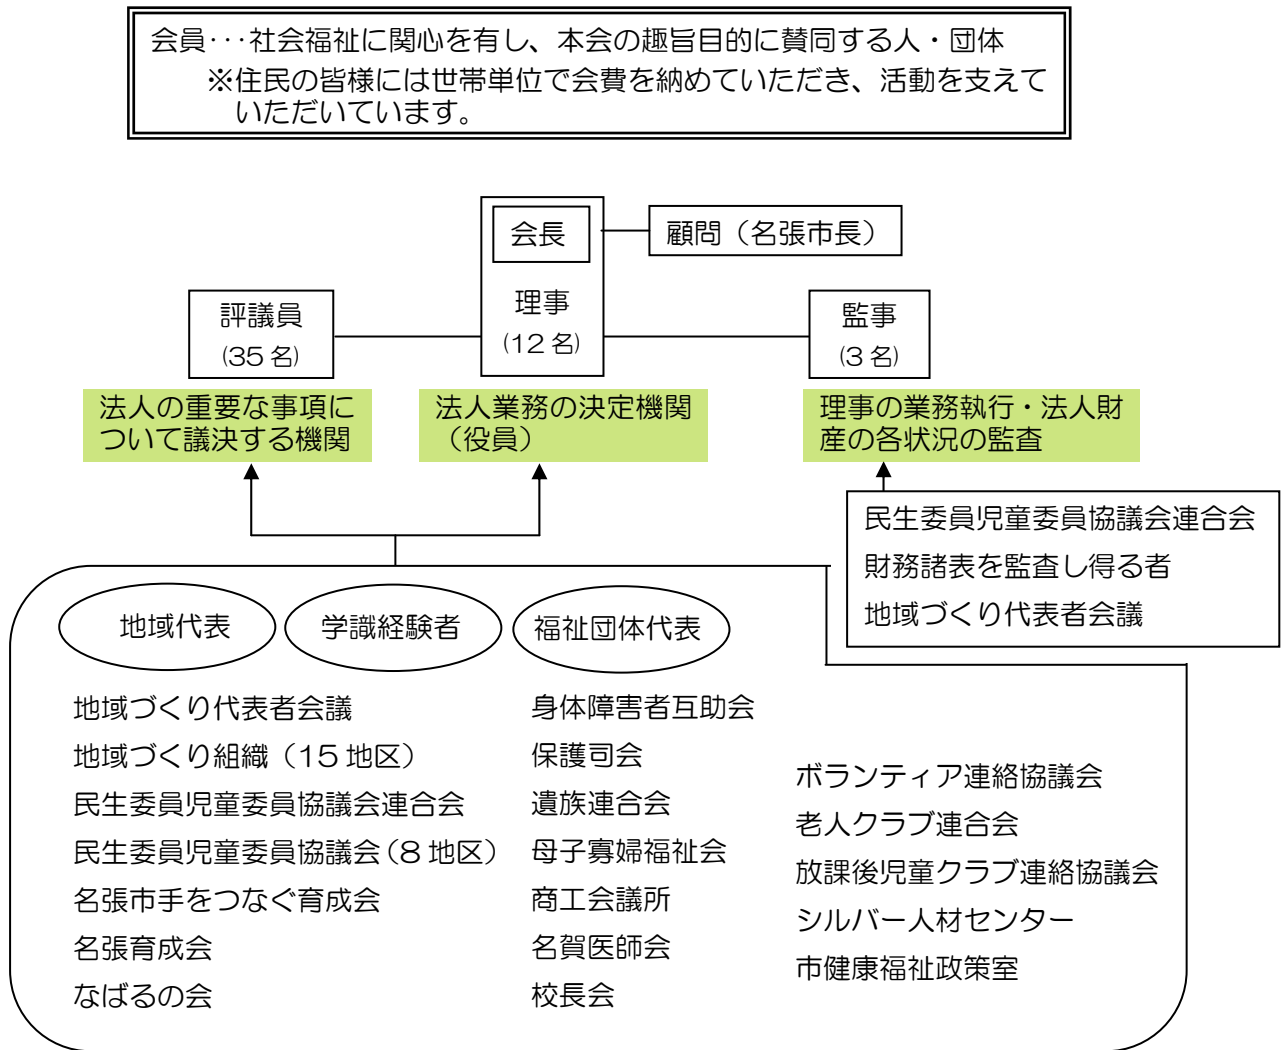 会員･･･社会福祉に関心を有し、本会の趣旨目的に賛同する人・団体
※住民の皆様には世帯単位で会費を納めていただき、活動を支えて
いただいています。
会長
顧問（名張市長）
理事
(12名)
評議員
(35名)
監事
(3名)
法人の重要な事項に
ついて議決する機関
法人業務の決定機関
（役員）
理事の業務執行・法人財
産の各状況の監査
民生委員児童委員協議会連合会
財務諸表を監査し得る者
地域づくり代表者会議
地域代表
学識経験者
福祉団体代表
地域づくり代表者会議
地域づくり組織（15地区）
民生委員児童委員協議会連合会
民生委員児童委員協議会(8地区)
名張市手をつなぐ育成会
名張育成会
なばるの会
身体障害者互助会
保護司会
遺族連合会
母子寡婦福祉会
商工会議所
名賀医師会
校長会
ボランティア連絡協議会
老人クラブ連合会
放課後児童クラブ連絡協議会
シルバー人材センター
市健康福祉政策室